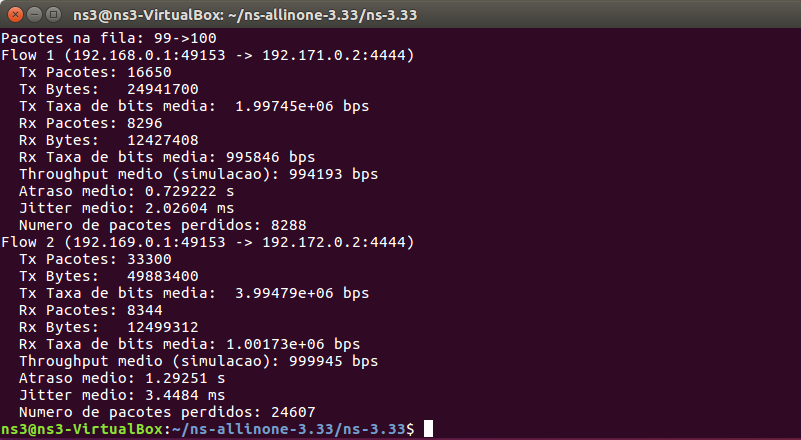 ns3@ns3-VirtualBox: ~/ns-allinone-3.33/ns-3.33
Pacotes na fila: 99->100
Flow 1 (192.168.0.1:49153 -> 192.171.0.2:4444)
  Tx Pacotes: 16650
  Tx Bytes:   24941700
  Tx Taxa de bits media:  1.99745e+06 bps
  Rx Pacotes: 8296
  Rx Bytes:   12427408
  Rx Taxa de bits media: 995846 bps
  Throughput medio (simulacao): 994193 bps
  Atraso medio: 0.729222 s
  Jitter medio: 2.02604 ms
  Numero de pacotes perdidos: 8288
Flow 2 (192.169.0.1:49153 -> 192.172.0.2:4444)
  Tx Pacotes: 33300
  Tx Bytes:   49883400
  Tx Taxa de bits media:  3.99479e+06 bps
  Rx Pacotes: 8344
  Rx Bytes:   12499312
  Rx Taxa de bits media: 1.00173e+06 bps
  Throughput medio (simulacao): 999945 bps
  Atraso medio: 1.29251 s
  Jitter medio: 3.4484 ms
  Numero de pacotes perdidos: 24607
ns3@ns3-VirtualBox:~/ns-allinone-3.33/ns-3.33$